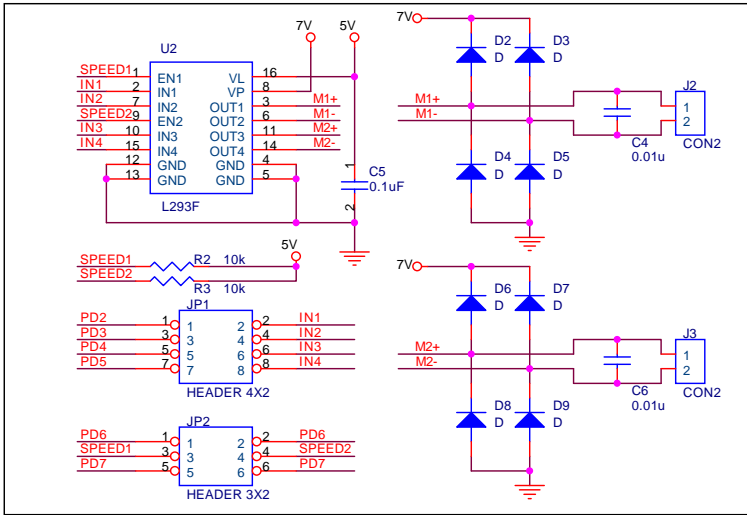 7V 5V
U2
SPEED1 1 EN1 VL 16
IN1 2 IN1 VP 8
IN2 7 IN2 OUT1 3 M1+
SPEED2 9 EN2 OUT2 6 M1-
IN3 10 IN3 OUT3 11 M2+
IN4 15 IN4 OUT4 14 M2-
12 GND GND 4
13 GND GND 5
L293F
1
C5
0.1uF
2
7V
D2 D
D3 D
M1+
M1-
D4 D
D5 D
C4
0.01u
J2
1
2
CON2
5V
SPEED1 R2 10k
SPEED2 R3 10k
JP1
PD2 1 1 2 2 IN1
PD3 3 3 4 4 IN2
PD4 5 5 6 6 IN3
PD5 7 7 8 8 IN4
HEADER 4X2
7V
D6 D
D7 D
M2+
M2-
D8 D
D9 D
C6
0.01u
J3
1
2
CON2
JP2
PD6 1 1 2 2 PD6
SPEED1 3 3 4 4 SPEED2
PD7 5 5 6 6 PD7
HEADER 3X2